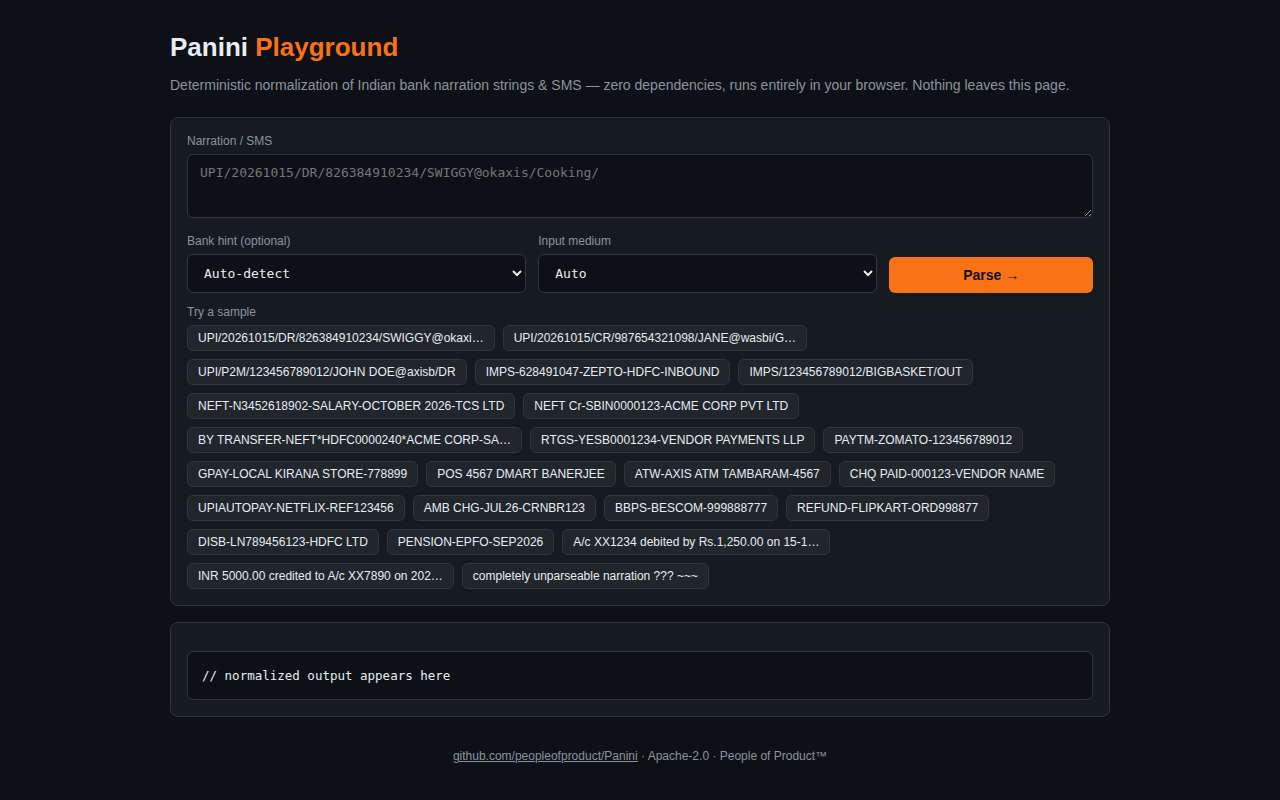 Panini Playground
Deterministic normalization of Indian bank narration strings & SMS — zero dependencies, runs entirely in your browser. Nothing leaves this page.
Narration / SMS
UPI/20261015/DR/826384910234/SWIGGY@okaxis/Cooking/
Bank hint (optional) Input medium
Auto-detect Auto Parse →
Try a sample
UPI/20261015/DR/826384910234/SWIGGY@okaxi… UPI/20261015/CR/987654321098/JANE@wasbi/G…
UPI/P2M/123456789012/JOHN DOE@axisb/DR IMPS-628491047-ZEPTO-HDFC-INBOUND IMPS/123456789012/BIGBASKET/OUT
NEFT-N3452618902-SALARY-OCTOBER 2026-TCS LTD NEFT Cr-SBIN0000123-ACME CORP PVT LTD
BY TRANSFER-NEFT*HDFC0000240*ACME CORP-SA… RTGS-YESB0001234-VENDOR PAYMENTS LLP PAYTM-ZOMATO-123456789012
GPAY-LOCAL KIRANA STORE-778899 POS 4567 DMART BANERJEE ATW-AXIS ATM TAMBARAM-4567 CHQ PAID-000123-VENDOR NAME
UPIAUTOPAY-NETFLIX-REF123456 AMB CHG-JUL26-CRNBR123 BBPS-BESCOM-999888777 REFUND-FLIPKART-ORD998877
DISB-LN789456123-HDFC LTD PENSION-EPFO-SEP2026 A/c XX1234 debited by Rs.1,250.00 on 15-1…
INR 5000.00 credited to A/c XX7890 on 202… completely unparseable narration ??? ~~~
// normalized output appears here
github.com/peopleofproduct/Panini · Apache-2.0 · People of Product™